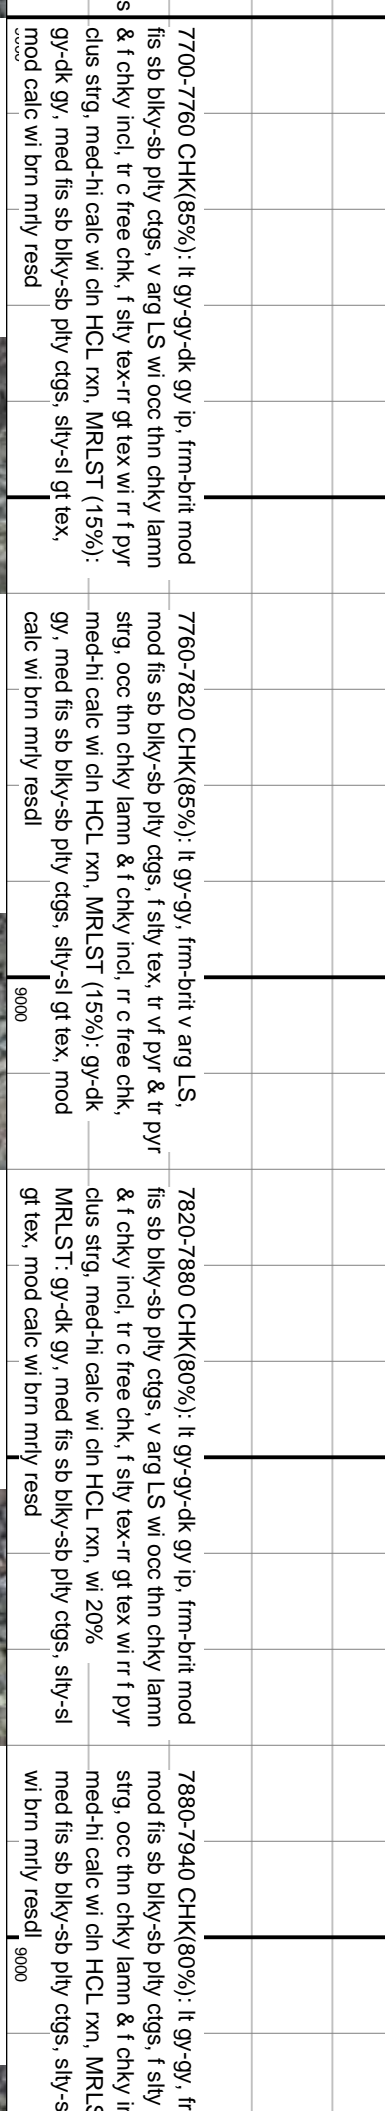 7700-7760 CHK(85%): lt gy-gy-dk gy ip, frm-brit mod
fis sb blky-sb plty ctgs, v arg LS wi occ thn chky lamn
& f chky incl, tr c free chk, f slty tex-rr gt tex wi rr f pyr
clus strg, med-hi calc wi cln HCL rxn, MRLST (15%):
gy-dk gy, med fis sb blky-sb plty ctgs, slty-sl gt tex,
mod calc wi brn mrly resd
7760-7820 CHK(85%): lt gy-gy, frm-brit v arg LS,
mod fis sb blky-sb plty ctgs, f slty tex, tr vf pyr & tr pyr
strg, occ thn chky lamn & f chky incl, rr c free chk,
med-hi calc wi cln HCL rxn, MRLST (15%): gy-dk
gy, med fis sb blky-sb plty ctgs, slty-sl gt tex, mod
calc wi brn mrly resdl
9000
7820-7880 CHK(80%): lt gy-gy-dk gy ip, frm-brit mod
fis sb blky-sb plty ctgs, v arg LS wi occ thn chky lamn
& f chky incl, tr c free chk, f slty tex-rr gt tex wi rr f pyr
clus strg, med-hi calc wi cln HCL rxn, wi 20%
MRLST: gy-dk gy, med fis sb blky-sb plty ctgs, slty-sl
gt tex, mod calc wi brn mrly resd
7880-7940 CHK(80%): lt gy-gy, fr
mod fis sb blky-sb plty ctgs, f slty
strg, occ thn chky lamn & f chky i
med-hi calc wi cln HCL rxn, MRLS
med fis sb blky-sb plty ctgs, slty-s
wi brn mrly resdl
9000